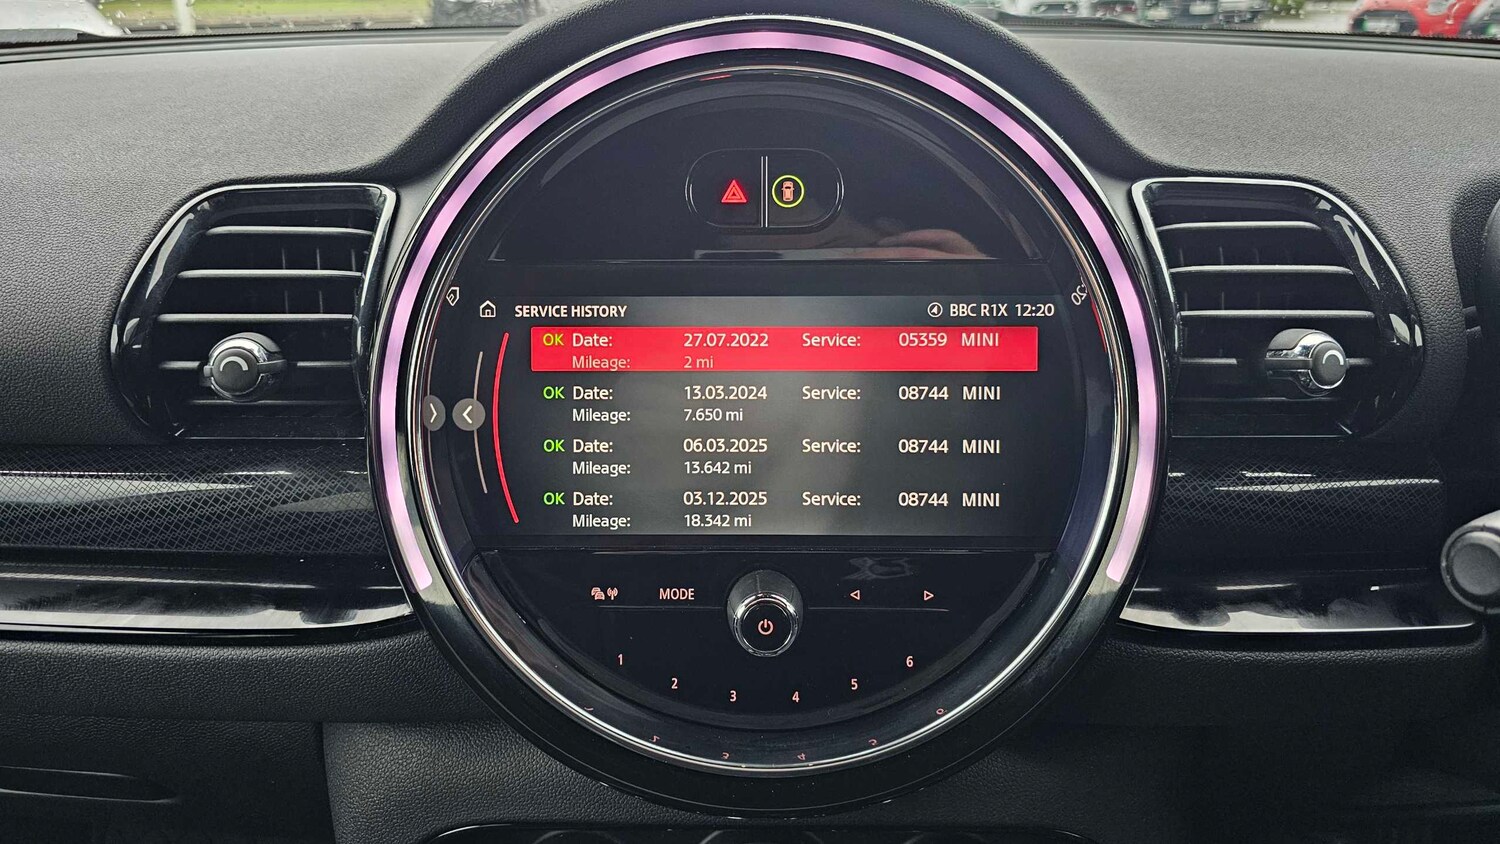 SERVICE HISTORY BBC R1X 12:20
OK Date: 27.07.2022 Service: 05359 MINI
Mileage: 2 mi
OK Date: 13.03.2024 Service: 08744 MINI
Mileage: 7.650 mi
OK Date: 06.03.2025 Service: 08744 MINI
Mileage: 13.642 mi
OK Date: 03.12.2025 Service: 08744 MINI
Mileage: 18.342 mi
MODE
1 2 3 4 5 6